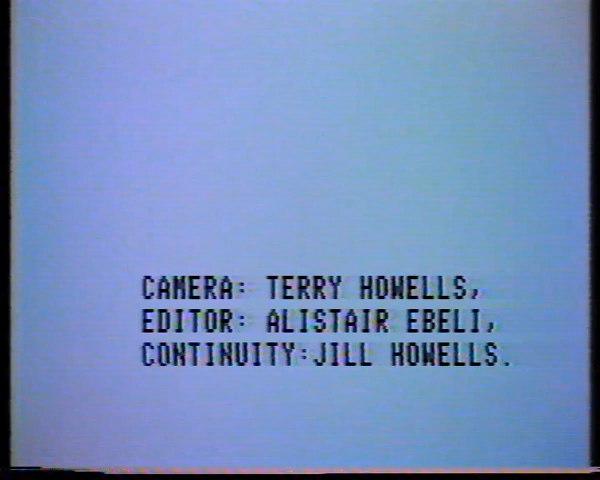 CAMERA: TERRY HOWELLS,
EDITOR: ALISTAIR EBELI,
CONTINUITY:JILL HOWELLS.